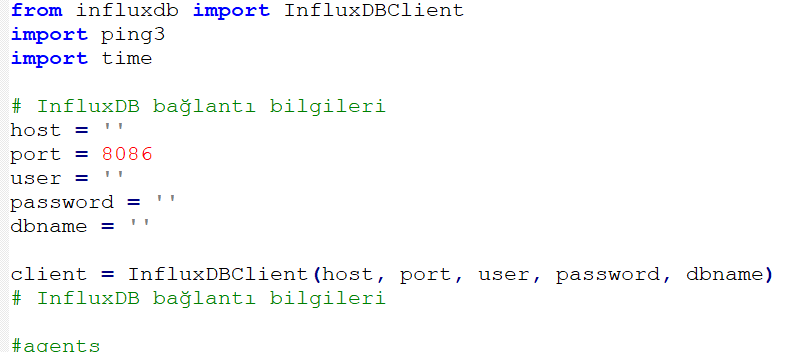 from influxdb import InfluxDBClient
import ping3
import time
# InfluxDB bağlantı bilgileri
host = ''
port = 8086
user = ''
password = ''
dbname = ''
client = InfluxDBClient(host, port, user, password, dbname)
# InfluxDB bağlantı bilgileri
#agents